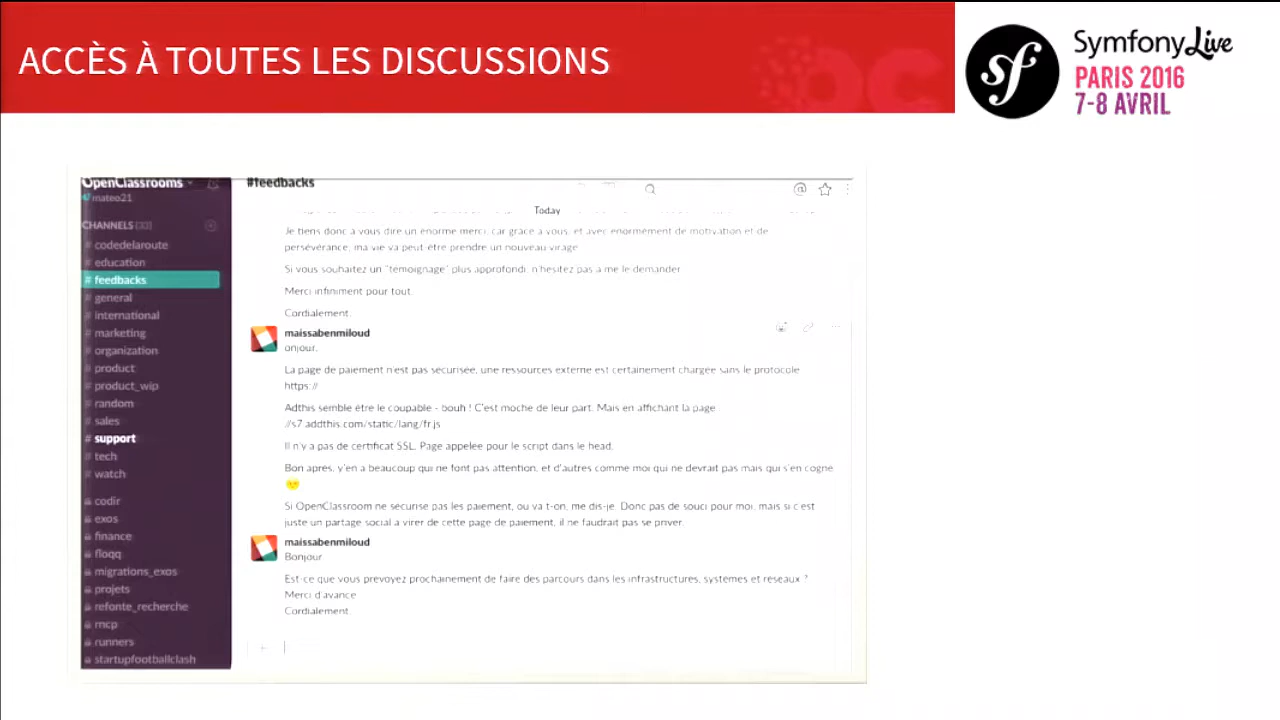 ACCÈS À TOUTES LES DISCUSSIONS
SymfonyLive
PARIS 2016
7-8 AVRIL
OpenClassrooms
mateo21
CHANNELS (32)
# codedelaroute
# education
# feedbacks
# general
# international
# marketing
# organization
# product
# product_wip
# random
# sales
# support
# tech
# watch
codir
exos
finance
floqq
migrations_exos
projets
refonte_recherche
rncp
runners
startupfootballclash
#feedbacks
Today
Je tiens donc à vous dire un énorme merci, car grâce à vous, et avec énormément de motivation et de
persévérance, ma vie va peut-être prendre un nouveau virage
Si vous souhaitez un "témoignage" plus approfondi, n'hésitez pas à me le demander.
Merci infiniment pour tout.
Cordialement.
maissabenmiloud
onjour,
La page de paiement n'est pas sécurisée, une ressources externe est certainement chargée sans le protocole
https://
Adthis semble être le coupable - bouh ! C'est moche de leur part. Mais en affichant la page
//s7.addthis.com/static/lang/fr.js
Il n'y a pas de certificat SSL. Page appelée pour le script dans le head.
Bon après, y'en a beaucoup qui ne font pas attention, et d'autres comme moi qui ne devrait pas mais qui s'en cogne
Si OpenClassroom ne sécurise pas les paiement, ou va t-on, me dis-je. Donc pas de souci pour moi, mais si c'est
juste un partage social à virer de cette page de paiement, il ne faudrait pas se priver.
maissabenmiloud
Bonjour
Est-ce que vous prévoyez prochainement de faire des parcours dans les infrastructures, systèmes et réseaux ?
Merci d'avance
Cordialement.